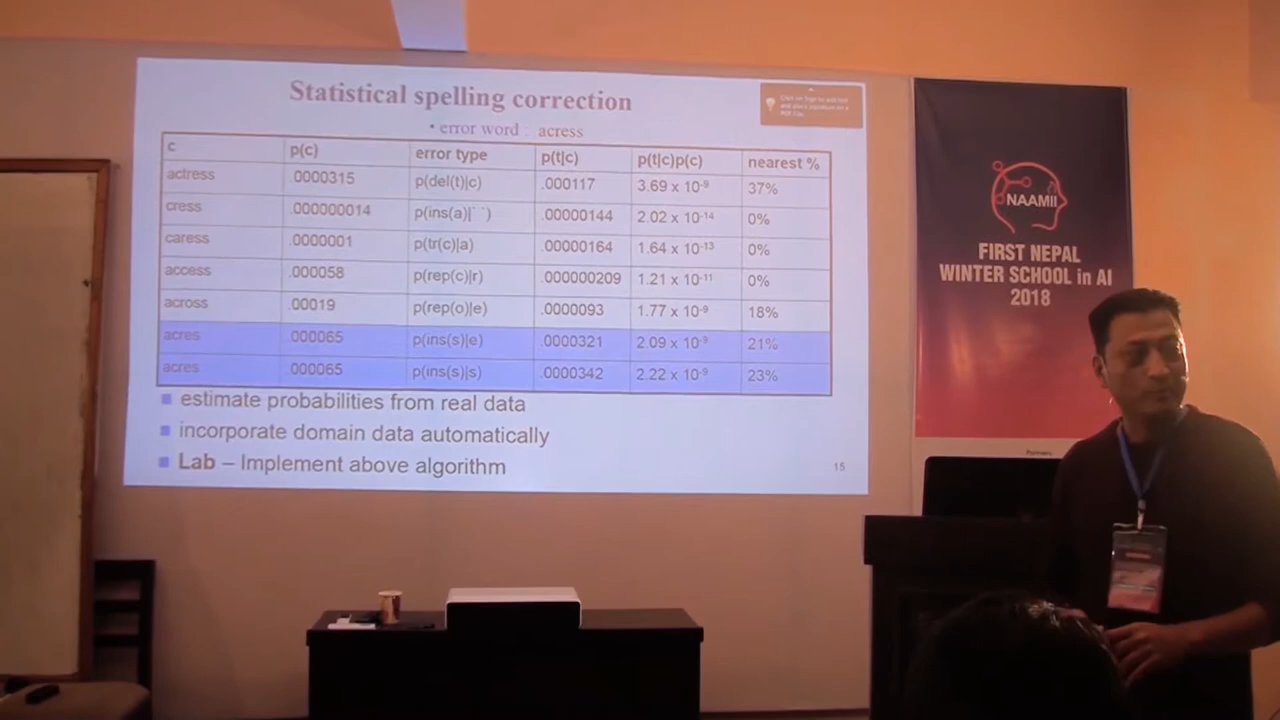 Statistical spelling correction
• error word : acress
c p(c) error type p(t|c) p(t|c)p(c) nearest %
actress .0000315 p(del(t)|c) .000117 3.69 x 10-9 37%
cress .000000014 p(ins(a)|` `) .00000144 2.02 x 10-14 0%
caress .0000001 p(tr(c)|a) .00000164 1.64 x 10-13 0%
access .000058 p(rep(c)|r) .000000209 1.21 x 10-11 0%
across .00019 p(rep(o)|e) .0000093 1.77 x 10-9 18%
acres .000065 p(ins(s)|e) .0000321 2.09 x 10-9 21%
acres .000065 p(ins(s)|s) .0000342 2.22 x 10-9 23%
estimate probabilities from real data
incorporate domain data automatically
Lab – Implement above algorithm
15
NAAMII
FIRST NEPAL
WINTER SCHOOL in AI
2018
Partners